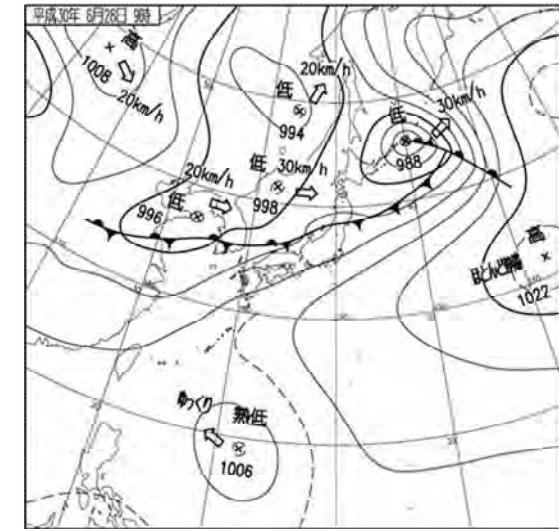 平成30年 6月28日 9時
高
1008
20km/h
20km/h
低
994
30km/h
低
988
20km/h
低
996
低 30km/h
998
高
ほとんど停滞
1022
ゆっくり
熱低
1006